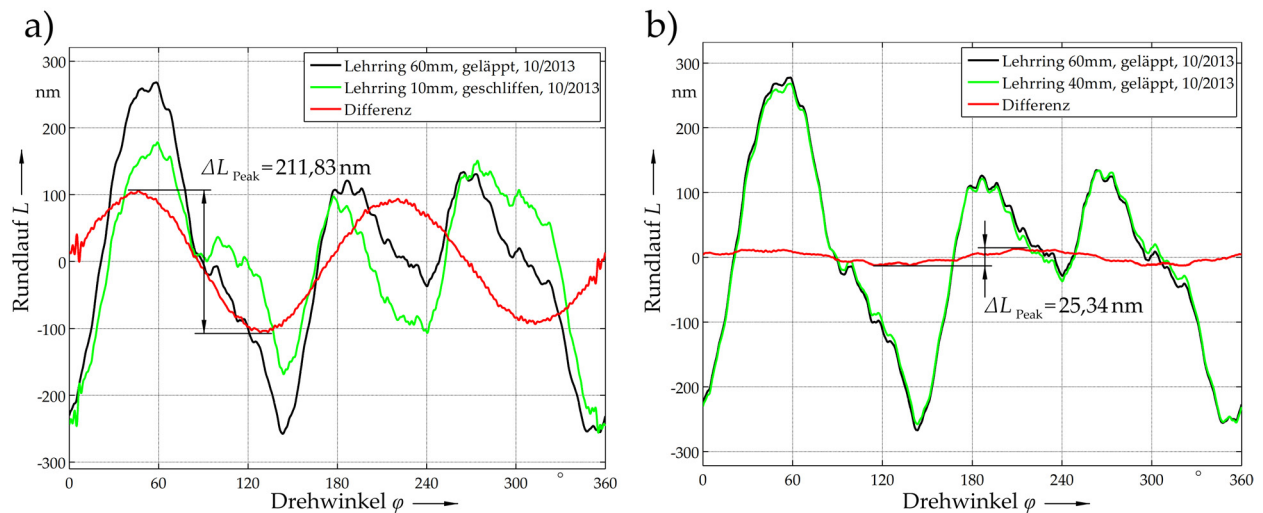 a)
300
nm
200
100
0
-100
-200
-300
0
60
120
180
240
300
°
360
Rundlauf L
Drehwinkel φ
Lehrring 60mm, geläppt, 10/2013
Lehrring 10mm, geschliffen, 10/2013
Differenz
ΔL Peak = 211,83 nm
b)
300
nm
200
100
0
-100
-200
-300
0
60
120
180
240
300
°
360
Rundlauf L
Drehwinkel φ
Lehrring 60mm, geläppt, 10/2013
Lehrring 40mm, geläppt, 10/2013
Differenz
ΔL Peak = 25,34 nm